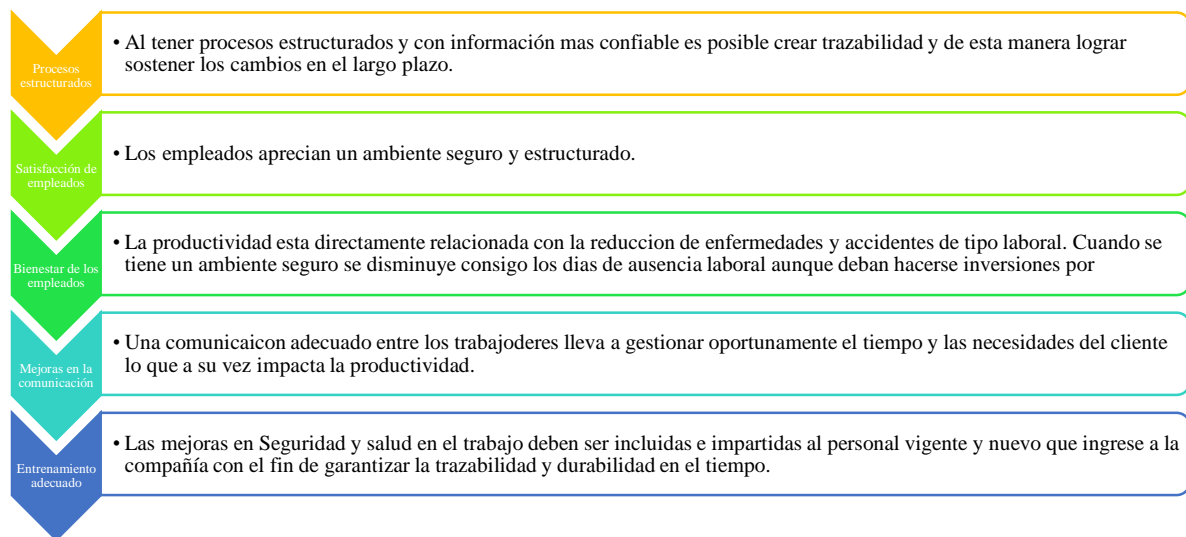 Procesos
estructurados
• Al tener procesos estructurados y con información mas confiable es posible crear trazabilidad y de esta manera lograr
sostener los cambios en el largo plazo.
Satisfacción de
empleados
• Los empleados aprecian un ambiente seguro y estructurado.
Bienestar de los
empleados
• La productividad esta directamente relacionada con la reduccion de enfermedades y accidentes de tipo laboral. Cuando se
tiene un ambiente seguro se disminuye consigo los dias de ausencia laboral aunque deban hacerse inversiones por
Mejoras en la
comunicación
• Una comunicaicon adecuado entre los trabajoderes lleva a gestionar oportunamente el tiempo y las necesidades del cliente
lo que a su vez impacta la productividad.
Entrenamiento
adecuado
• Las mejoras en Seguridad y salud en el trabajo deben ser incluidas e impartidas al personal vigente y nuevo que ingrese a la
compañía con el fin de garantizar la trazabilidad y durabilidad en el tiempo.